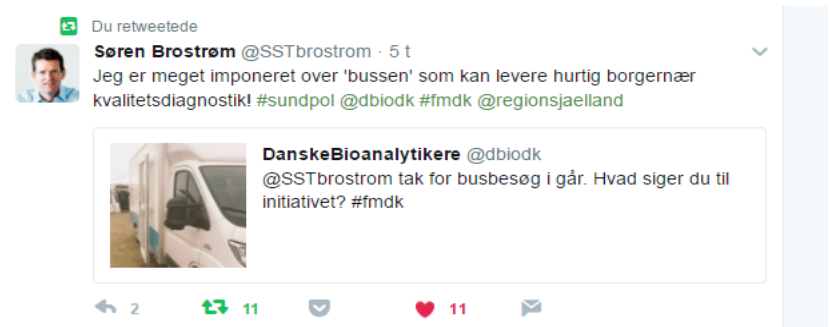 Du retweetede
Søren Brostrøm @SSTbrostrom · 5 t
Jeg er meget imponeret over 'bussen' som kan levere hurtig borgernær
kvalitetsdiagnostik! #sundpol @dbiodk #fmdk @regionsjaelland
DanskeBioanalytikere @dbiodk
@SSTbrostrom tak for busbesøg i går. Hvad siger du til
initiativet? #fmdk
2 11 11